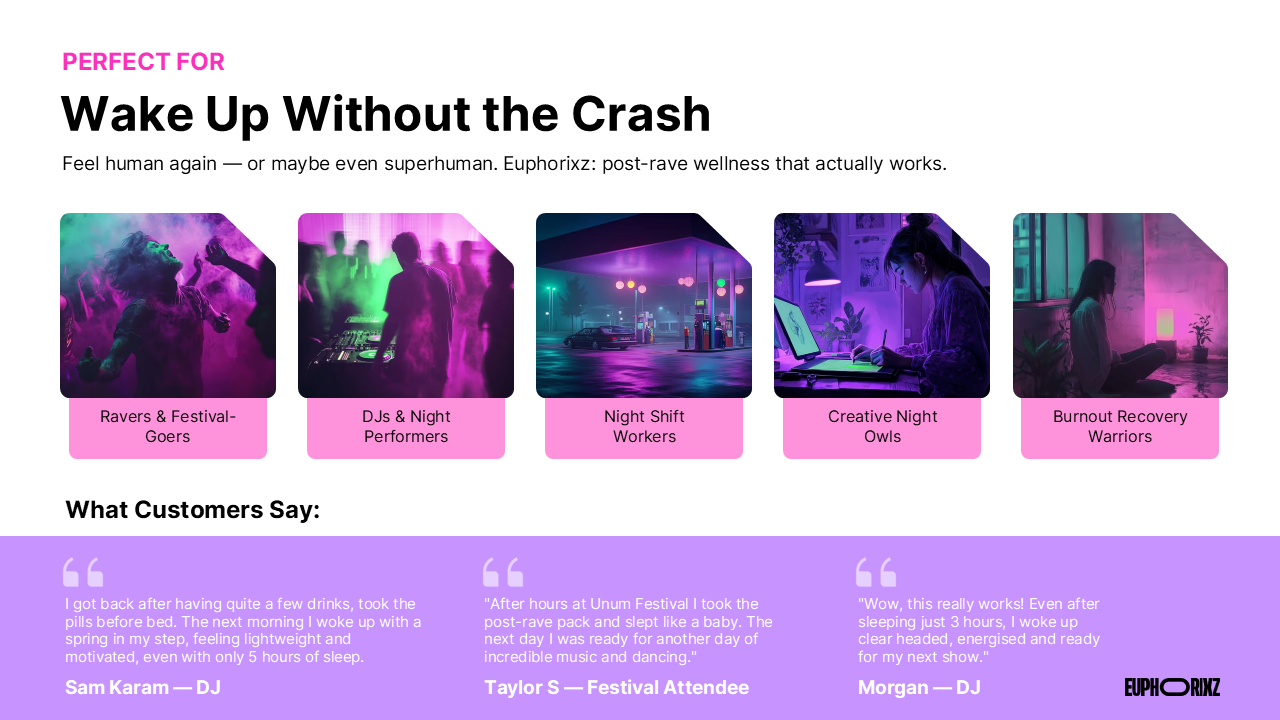 PERFECT FOR
Wake Up Without the Crash
Feel human again — or maybe even superhuman. Euphorixz: post-rave wellness that actually works.
Ravers & Festival-
Goers
DJs & Night
Performers
Night Shift
Workers
Creative Night
Owls
Burnout Recovery
Warriors
What Customers Say:
I got back after having quite a few drinks, took the
pills before bed. The next morning I woke up with a
spring in my step, feeling lightweight and
motivated, even with only 5 hours of sleep.
Sam Karam — DJ
"After hours at Unum Festival I took the
post-rave pack and slept like a baby. The
next day I was ready for another day of
incredible music and dancing."
Taylor S — Festival Attendee
"Wow, this really works! Even after
sleeping just 3 hours, I woke up
clear headed, energised and ready
for my next show."
Morgan — DJ
EUPHORIXZ